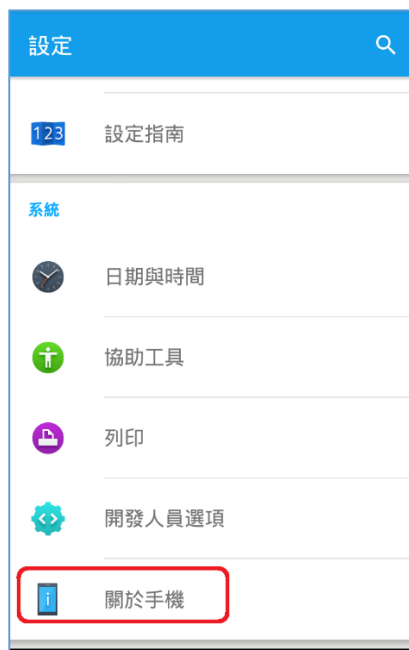 設定
123
設定指南
系統
日期與時間
協助工具
列印
開發人員選項
關於手機